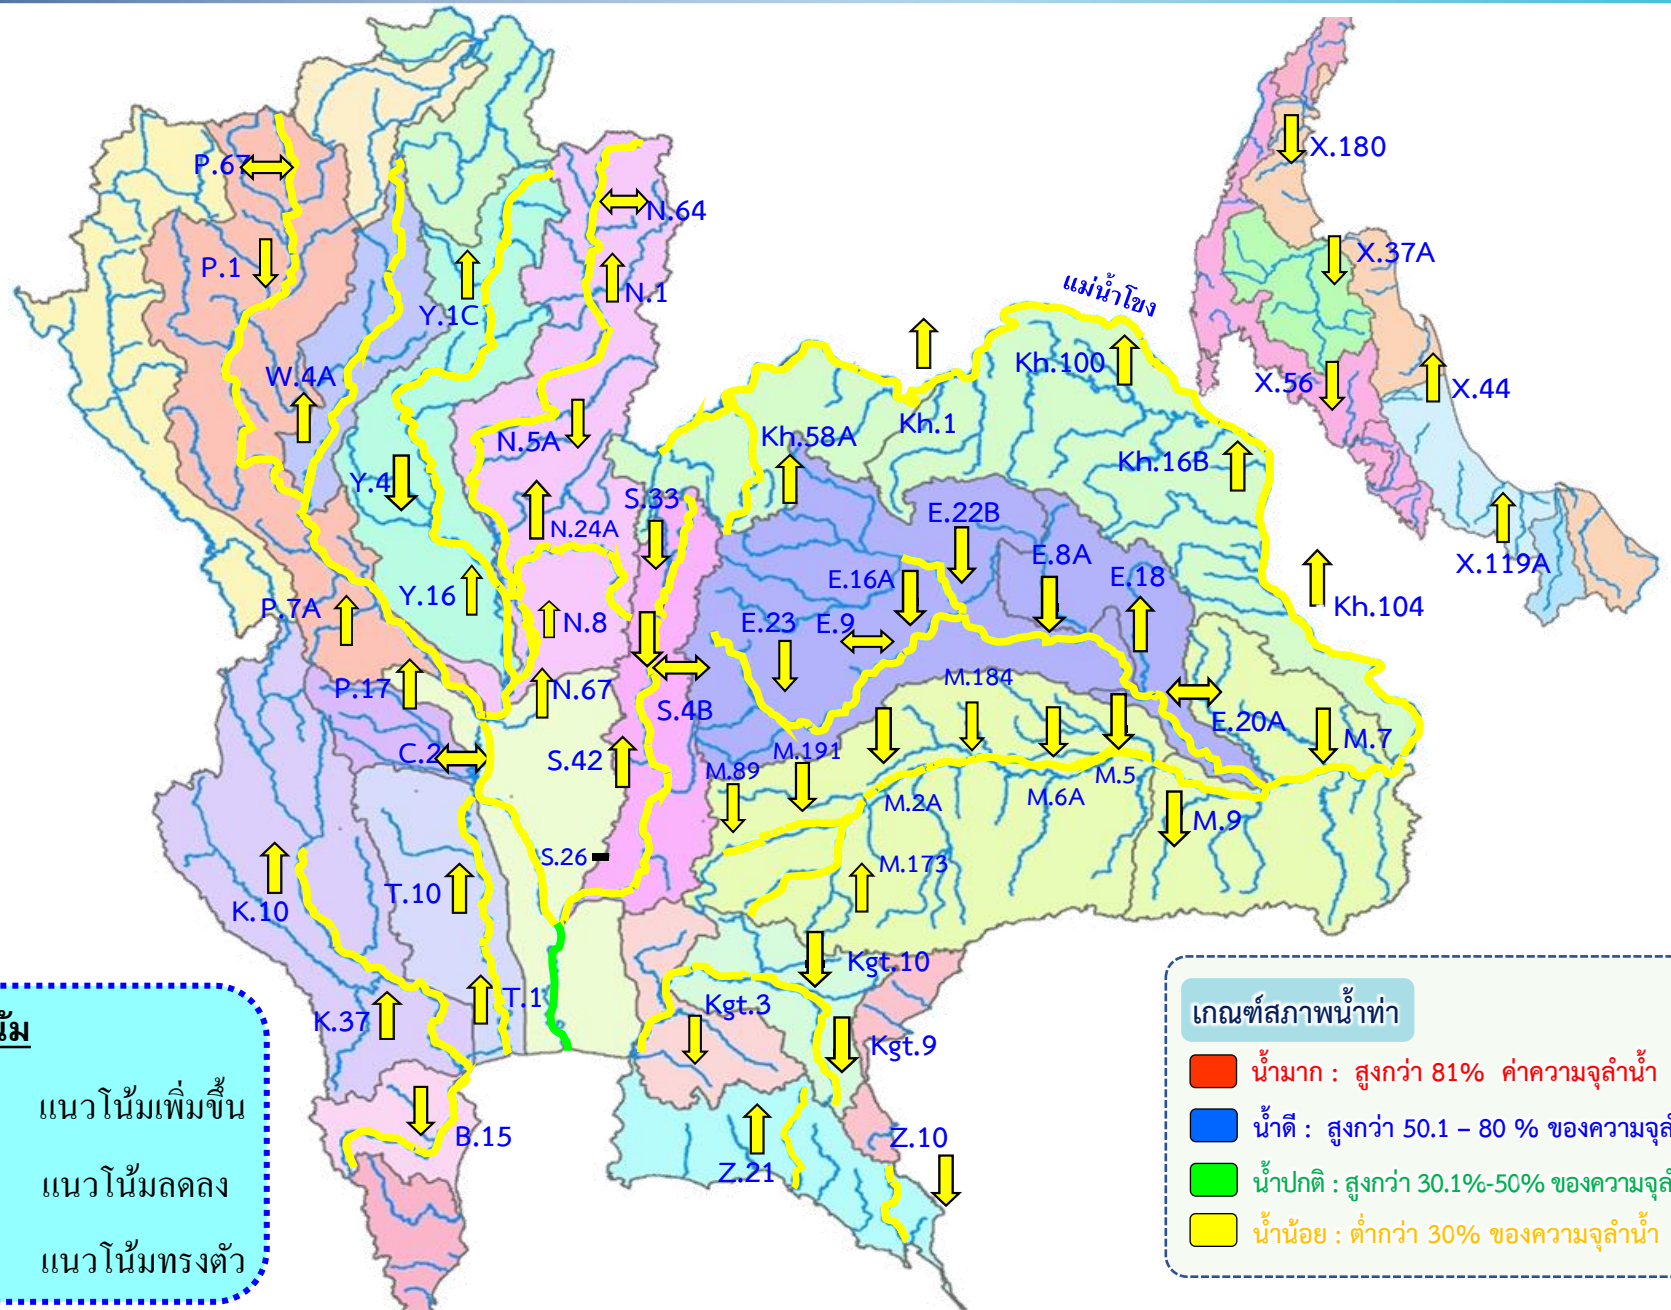 P.67
N.64
P.1
N.1
Y.1C
แม่น้ำโขง
Kh.100
W.4A
Kh.1
N.5A
Kh.58A
Kh.16B
Y.4
S.33
N.24A
E.22B
E.16A
E.8A
E.18
Y.16
P.7A
N.8
E.23
E.9
Kh.104
M.184
P.17
N.67
S.4B
E.20A
M.7
C.2
S.42
M.191
M.89
M.2A
M.6A
M.5
M.9
S.26
M.173
K.10
T.10
Kgt.10
K.37
T.1
Kgt.3
Kgt.9
B.15
Z.21
Z.10
X.180
X.37A
X.56
X.44
X.119A
แนวโน้มเพิ่มขึ้น
แนวโน้มลดลง
แนวโน้มทรงตัว
เกณฑ์สภาพน้ำท่า
น้ำมาก : สูงกว่า 81% ค่าความจุลำน้ำ
น้ำดี : สูงกว่า 50.1 – 80 % ของความจุลำ
น้ำปกติ : สูงกว่า 30.1%-50% ของความจุลำ
น้ำน้อย : ต่ำกว่า 30% ของความจุลำน้ำ